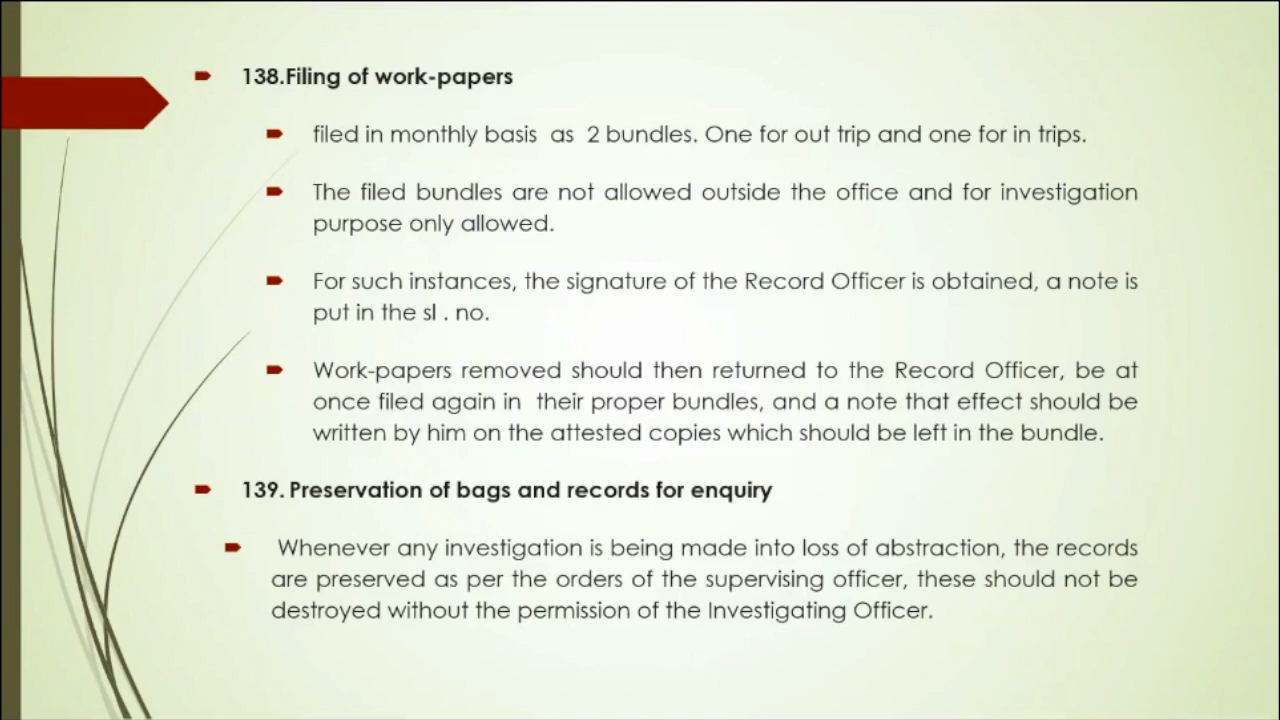 138.Filing of work-papers
filed in monthly basis as 2 bundles. One for out trip and one for in trips.
The filed bundles are not allowed outside the office and for investigation
purpose only allowed.
For such instances, the signature of the Record Officer is obtained, a note is
put in the sl . no.
Work-papers removed should then returned to the Record Officer, be at
once filed again in their proper bundles, and a note that effect should be
written by him on the attested copies which should be left in the bundle.
139. Preservation of bags and records for enquiry
Whenever any investigation is being made into loss of abstraction, the records
are preserved as per the orders of the supervising officer, these should not be
destroyed without the permission of the Investigating Officer.